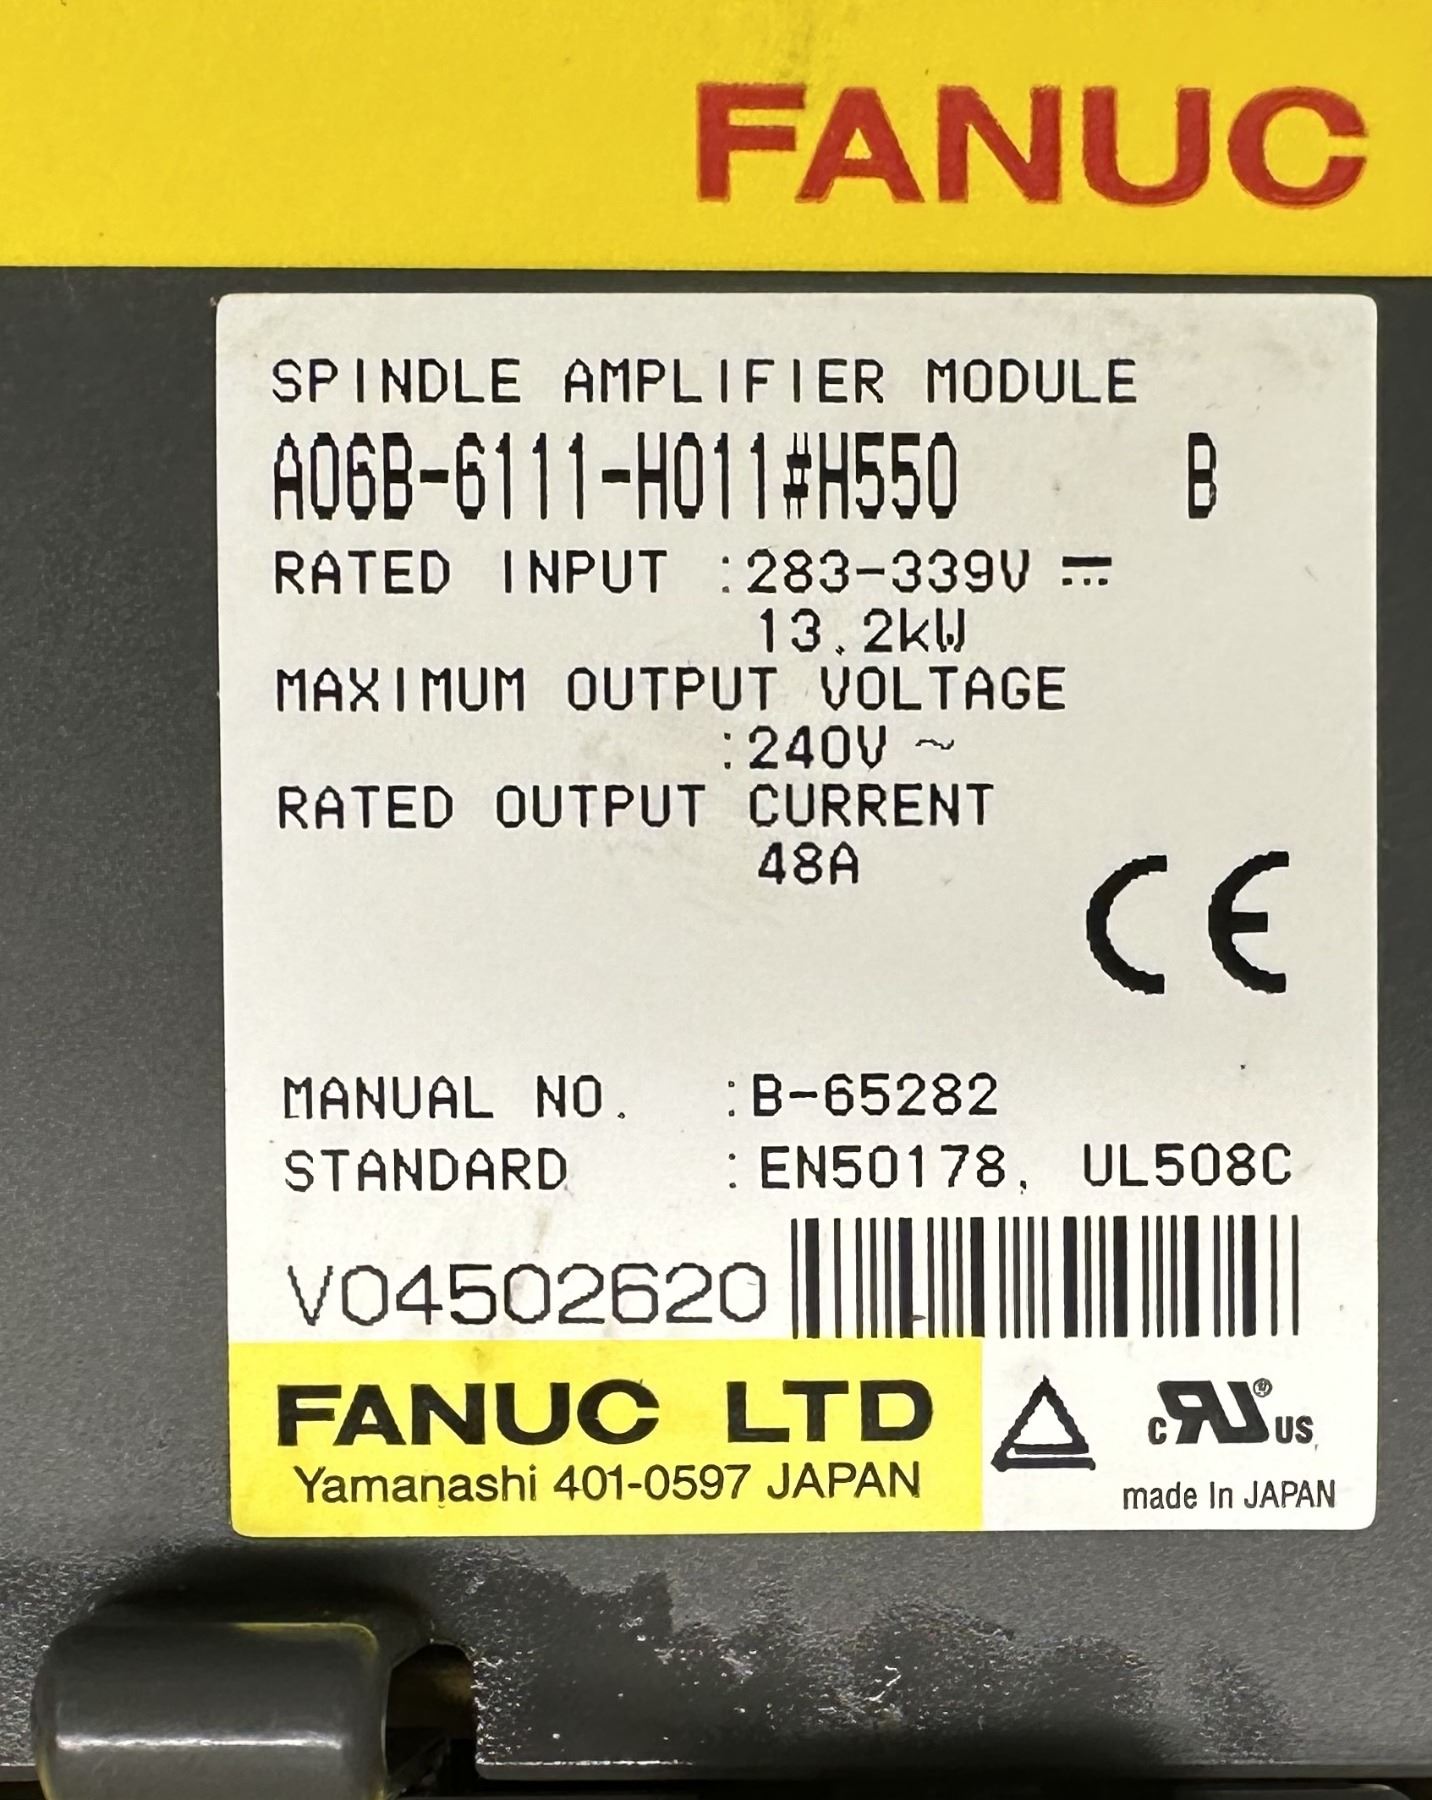 FANUC
SPINDLE AMPLIFIER MODULE
A06B-6111-H011#H550 B
RATED INPUT :283-339V ⎓
13.2kW
MAXIMUM OUTPUT VOLTAGE
:240V ~
RATED OUTPUT CURRENT
48A
CE
MANUAL NO. :B-65282
STANDARD :EN50178, UL508C
V04502620
FANUC LTD
Yamanashi 401-0597 JAPAN
c RU ® US
made In JAPAN